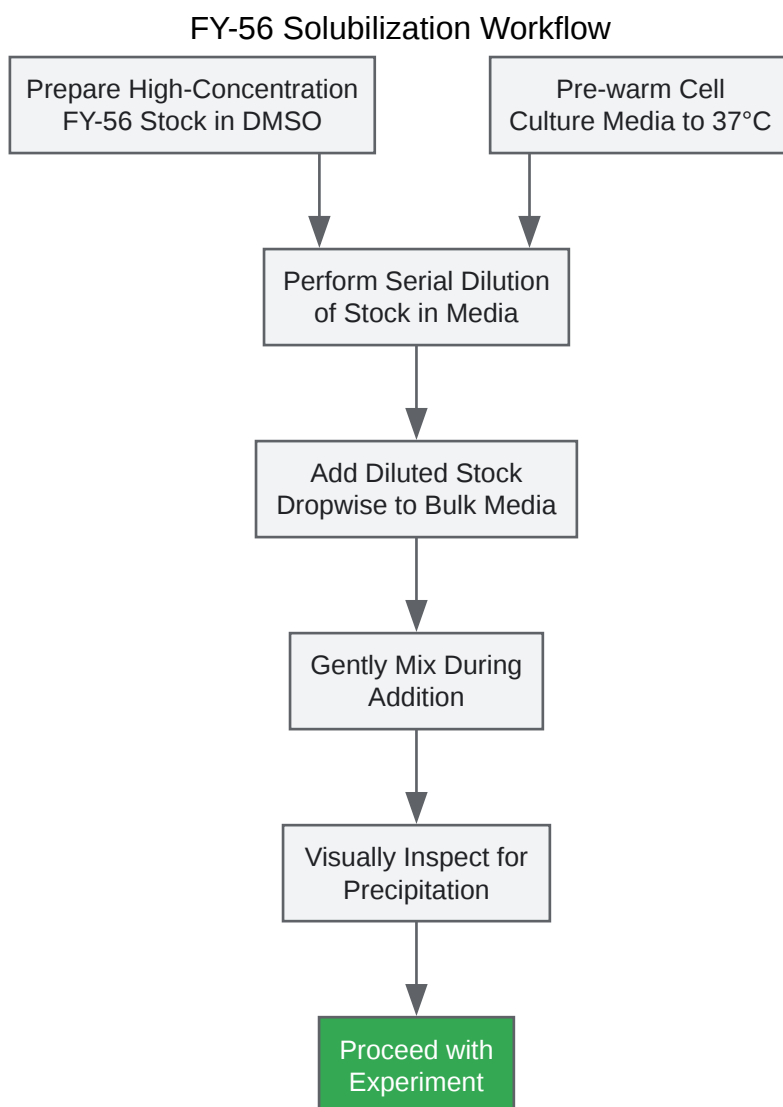 FY-56 Solubilization Workflow
Prepare High-Concentration
FY-56 Stock in DMSO
Pre-warm Cell
Culture Media to 37°C
Perform Serial Dilution
of Stock in Media
Add Diluted Stock
Dropwise to Bulk Media
Gently Mix During
Addition
Visually Inspect for
Precipitation
Proceed with
Experiment